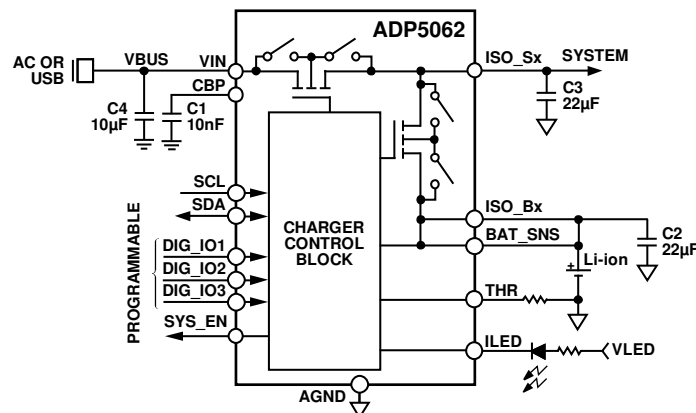 ADP5062
AC OR
USB
VBUS
VIN
CBP
C4
10µF
C1
10nF
ISO_Sx
SYSTEM
C3
22µF
SCL
SDA
PROGRAMMABLE
DIG_IO1
DIG_IO2
DIG_IO3
SYS_EN
CHARGER
CONTROL
BLOCK
ISO_Bx
BAT_SNS
C2
22µF
+
Li-ion
THR
ILED
VLED
AGND